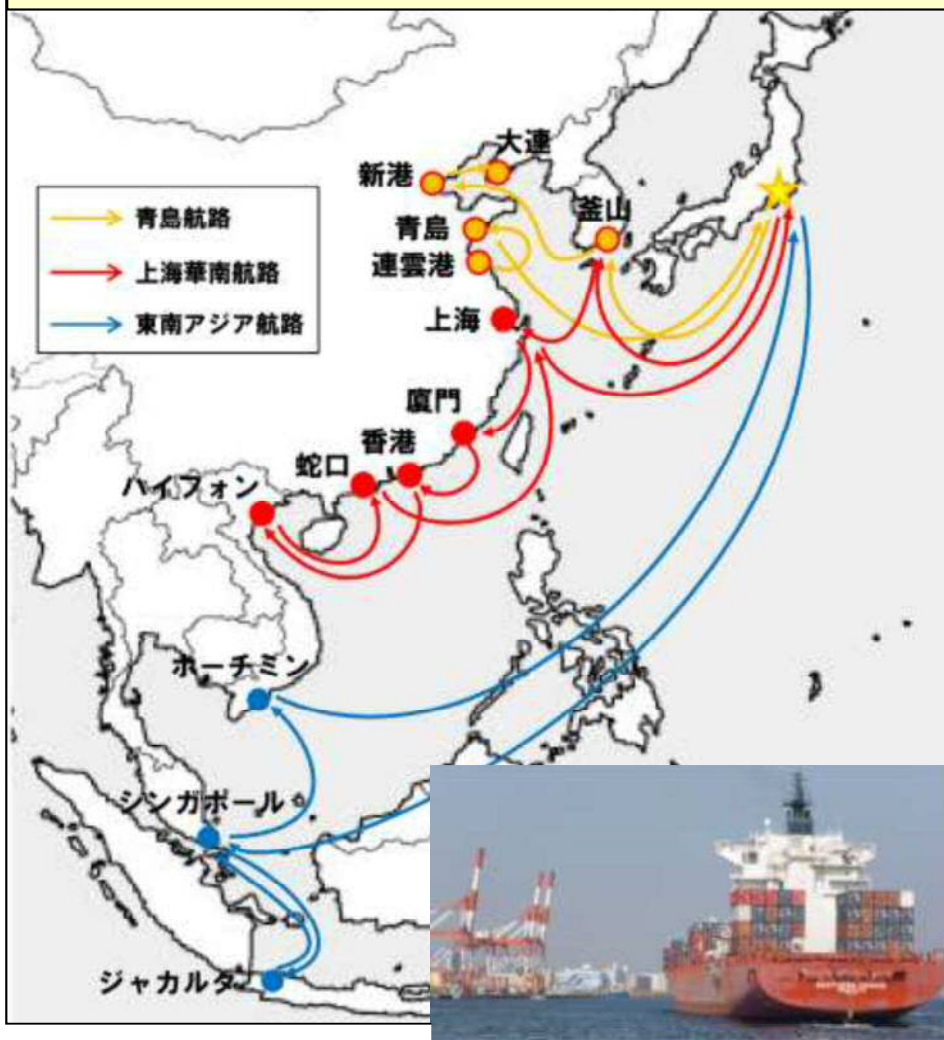 大連
新港
釜山
青島航路
青島
連雲港
上海華南航路
上海
東南アジア航路
廈門
香港
蛇口
ハイフォン
ホーチミン
シンガポール
ジャカルタ